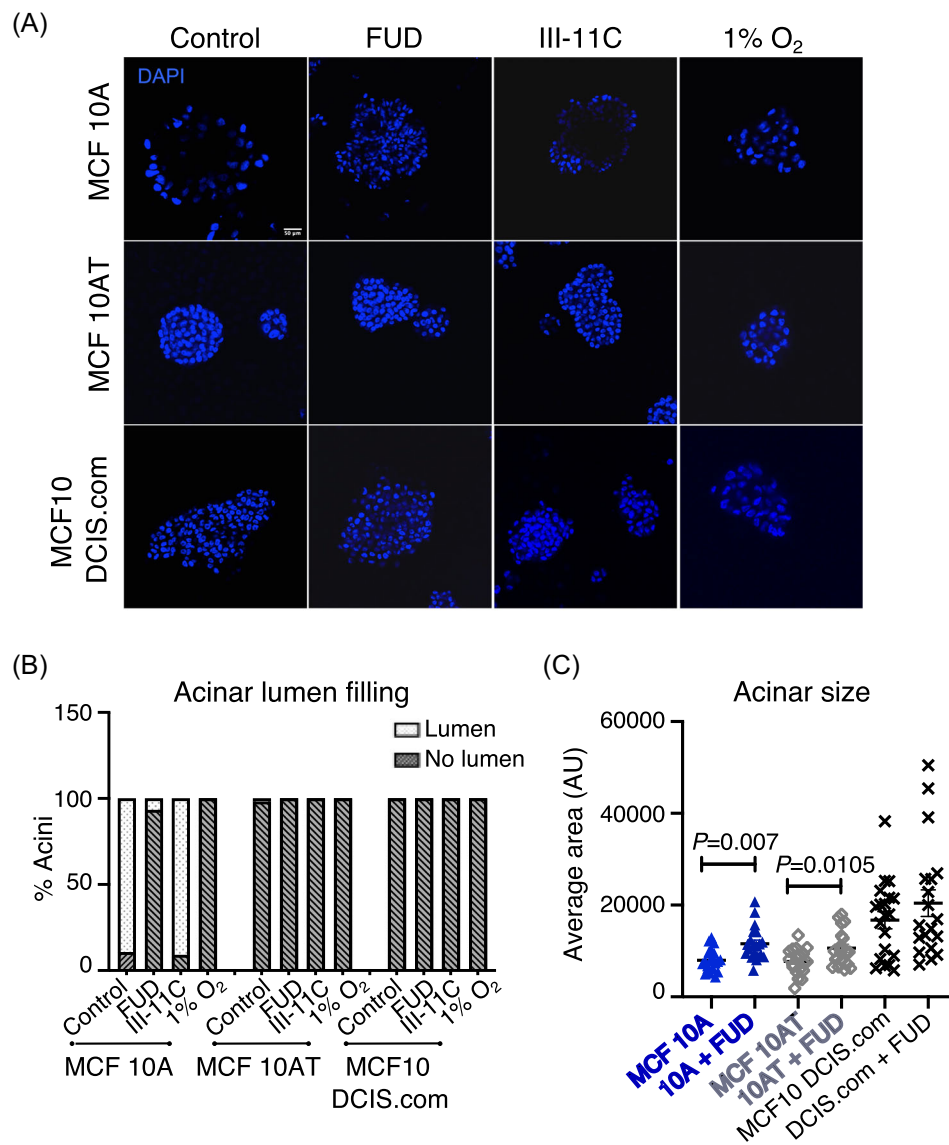 (A)
Control FUD III-11C 1% O₂
DAPI
MCF 10A
50 µm
MCF 10AT
MCF10
DCIS.com
(B)
Acinar lumen filling
150
100
50
0
% Acini
Lumen
No lumen
Control FUD III-11C 1% O₂ Control FUD III-11C 1% O₂ Control FUD III-11C 1% O₂
MCF 10A MCF 10AT MCF10
DCIS.com
(C)
Acinar size
60000
40000
20000
0
Average area (AU)
P=0.007
P=0.0105
MCF 10A
10A + FUD
MCF 10AT
10AT + FUD
MCF10 DCIS.com
DCIS.com + FUD